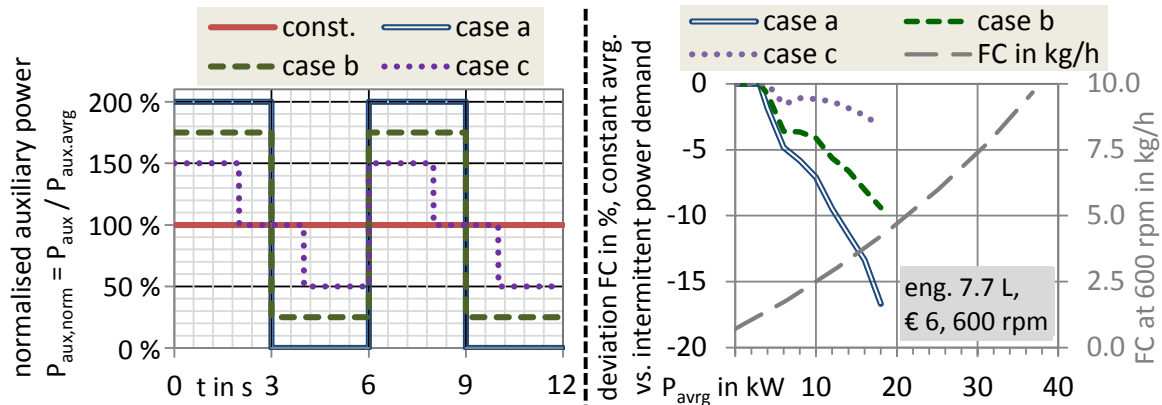 const.
case a
case b
case c
normalised auxiliary power
P_aux,norm = P_aux / P_aux.avrg
200 %
150 %
100 %
50 %
0 %
0
t in s
3
6
9
12
case a
case b
case c
FC in kg/h
deviation FC in %, constant avrg.
vs. intermittent power demand
0
-5
-10
-15
-20
10.0
7.5
5.0
2.5
0.0
FC at 600 rpm in kg/h
eng. 7.7 L,
€ 6, 600 rpm
P_avrg in kW
10
20
30
40